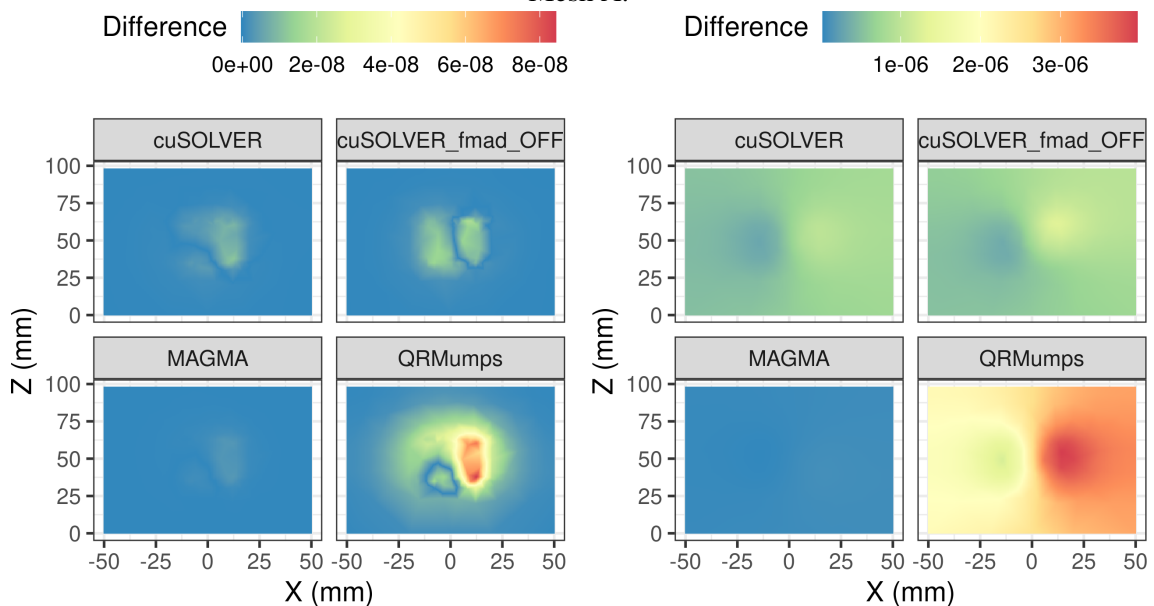 Difference
0e+00 2e-08 4e-08 6e-08 8e-08
Difference
1e-06 2e-06 3e-06
cuSOLVER cuSOLVER_fmad_OFF
100
75
50
25
0
MAGMA QRMumps
100
75
50
25
0
-50 -25 0 25 50 -50 -25 0 25 50
X (mm)
Z (mm)
cuSOLVER cuSOLVER_fmad_OFF
100
75
50
25
0
MAGMA QRMumps
100
75
50
25
0
-50 -25 0 25 50 -50 -25 0 25 50
X (mm)
Z (mm)